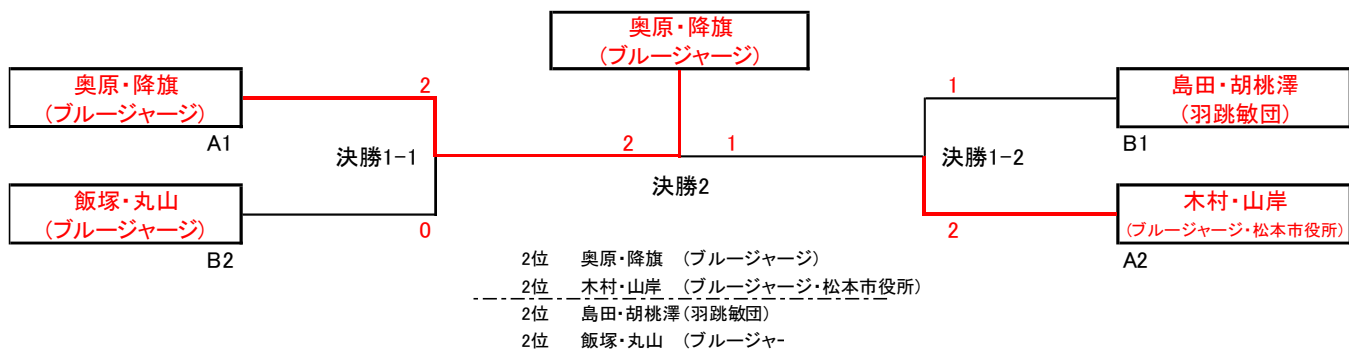 奥原・降旗
(ブルージャージ)
奥原・降旗
(ブルージャージ)
A1
2
決勝1-1
2
1
決勝2
1
決勝1-2
島田・胡桃澤
(羽跳敏団)
B1
飯塚・丸山
(ブルージャージ)
B2
0
2
木村・山岸
(ブルージャージ・松本市役所)
A2
2位 奥原・降旗 (ブルージャージ)
2位 木村・山岸 (ブルージャージ・松本市役所)
2位 島田・胡桃澤(羽跳敏団)
2位 飯塚・丸山 (ブルージャｰ